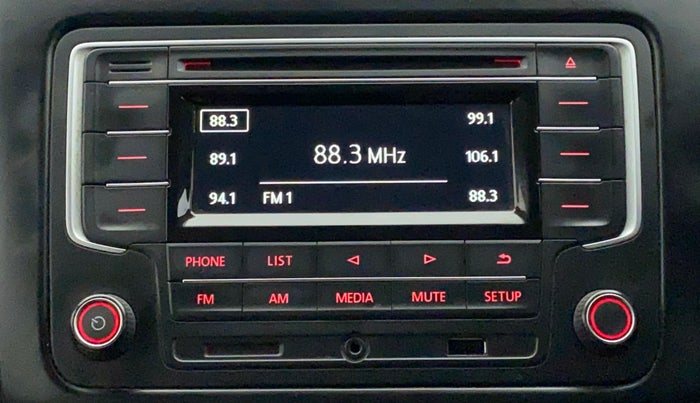 88.3 99.1
89.1 88.3 MHz 106.1
94.1 FM 1 88.3
PHONE LIST
FM AM MEDIA MUTE SETUP